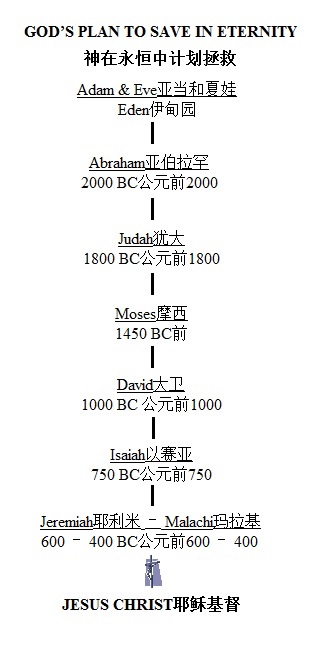 GOD'S PLAN TO SAVE IN ETERNITY
神在永恒中计划拯救
Adam & Eve亚当和夏娃
Eden伊甸园
Abraham亚伯拉罕
2000 BC公元前2000
Judah犹大
1800 BC公元前1800
Moses摩西
1450 BC前
David大卫
1000 BC 公元前1000
Isaiah以赛亚
750 BC公元前750
Jeremiah耶利米 - Malachi玛拉基
600 - 400 BC公元前600 - 400
JESUS CHRIST耶稣基督